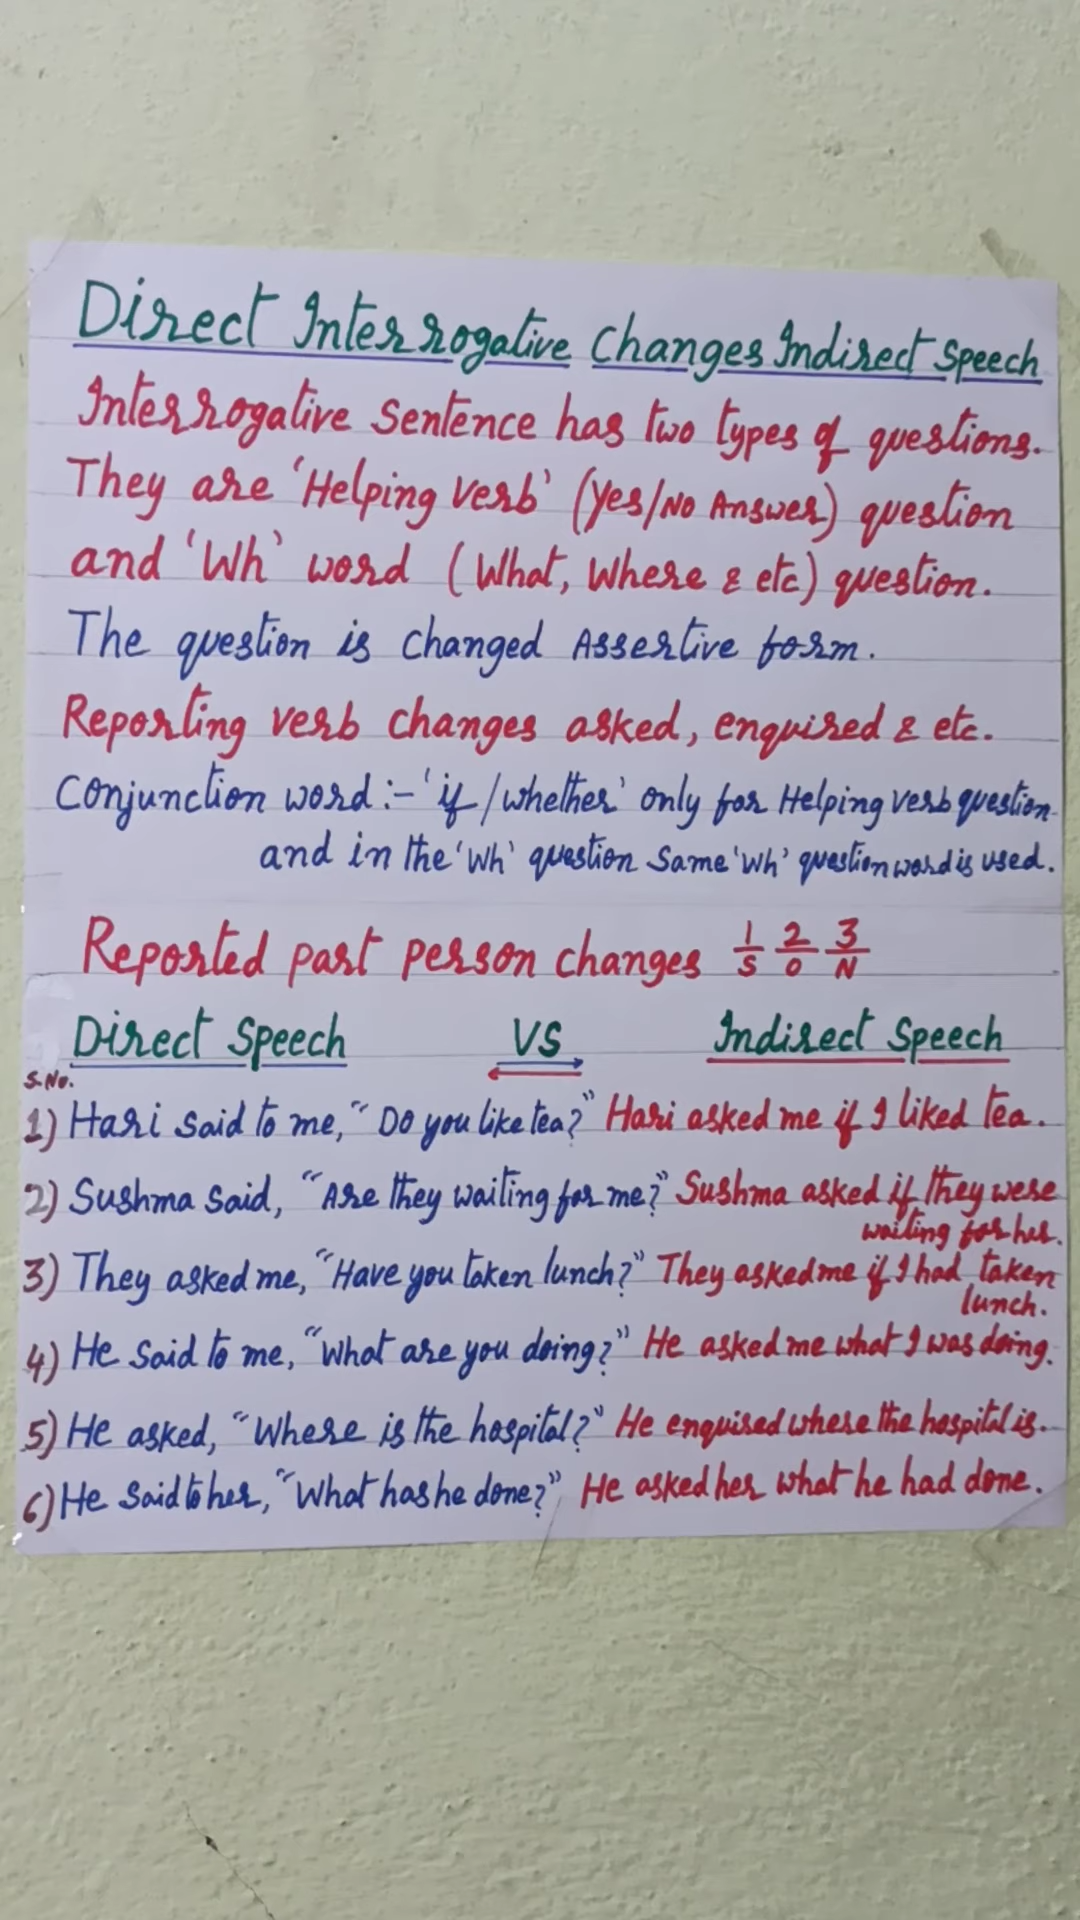 Direct Interrogative Changes Indirect Speech
Interrogative Sentence has two types of questions.
They are 'Helping verb' (Yes/No Answer) question
and 'Wh' word (What, Where & etc) question.
The question is changed Assertive form.
Reporting verb changes asked, enquired & etc.
Conjunction word :- 'if / whether' only for Helping verb question
and in the 'Wh' question Same 'Wh' question word is used.
Reported part person changes 1/S 2/O 3/N
Direct Speech VS Indirect Speech
S.No.
1) Hari Said to me, "Do you like tea?" Hari asked me if I liked tea.
2) Sushma Said, "Are they waiting for me?" Sushma asked if they were
waiting for her.
3) They asked me, "Have you taken lunch?" They asked me if I had taken
lunch.
4) He Said to me, "What are you doing?" He asked me what I was doing.
5) He asked, "Where is the hospital?" He enquired where the hospital is.
6) He Said to her, "What has he done?" He asked her what he had done.